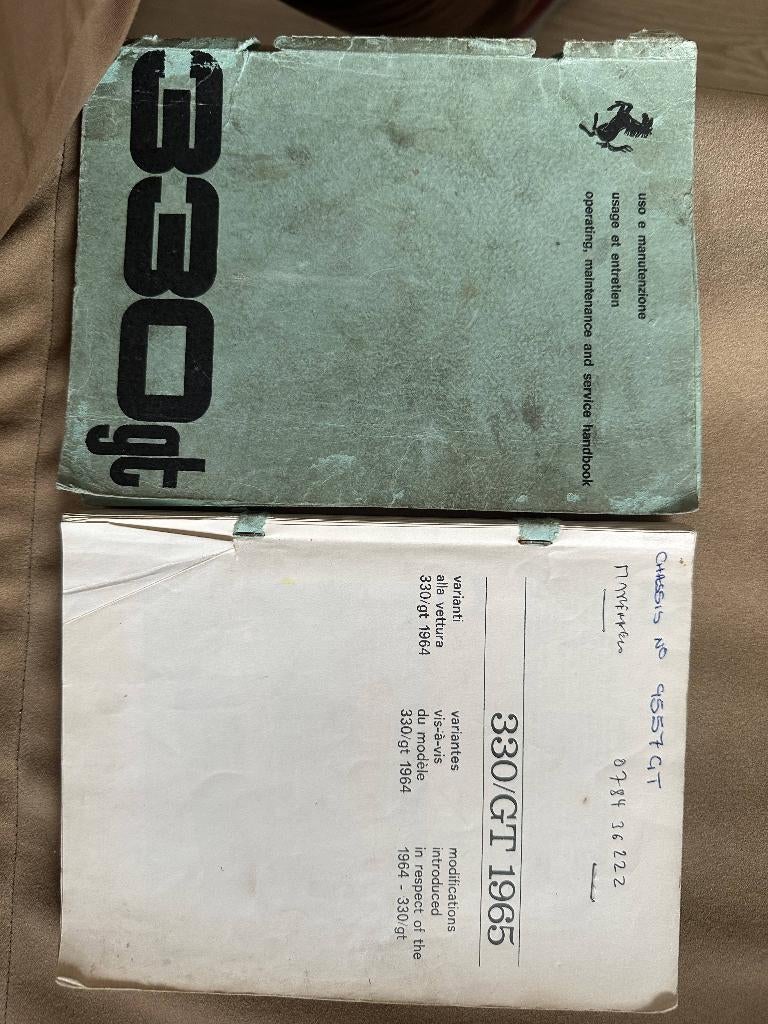 uso e manutenzione
usage et entretien
operating, maintenance and service handbook
330gt
CHASSIS NO 9557GT
0784 36222
330/GT 1965
varianti
alla vettura
330/gt 1964
variantes
vis-à-vis
du modèle
330/gt 1964
modifications
introduced
in respect of the
1964 - 330/gt